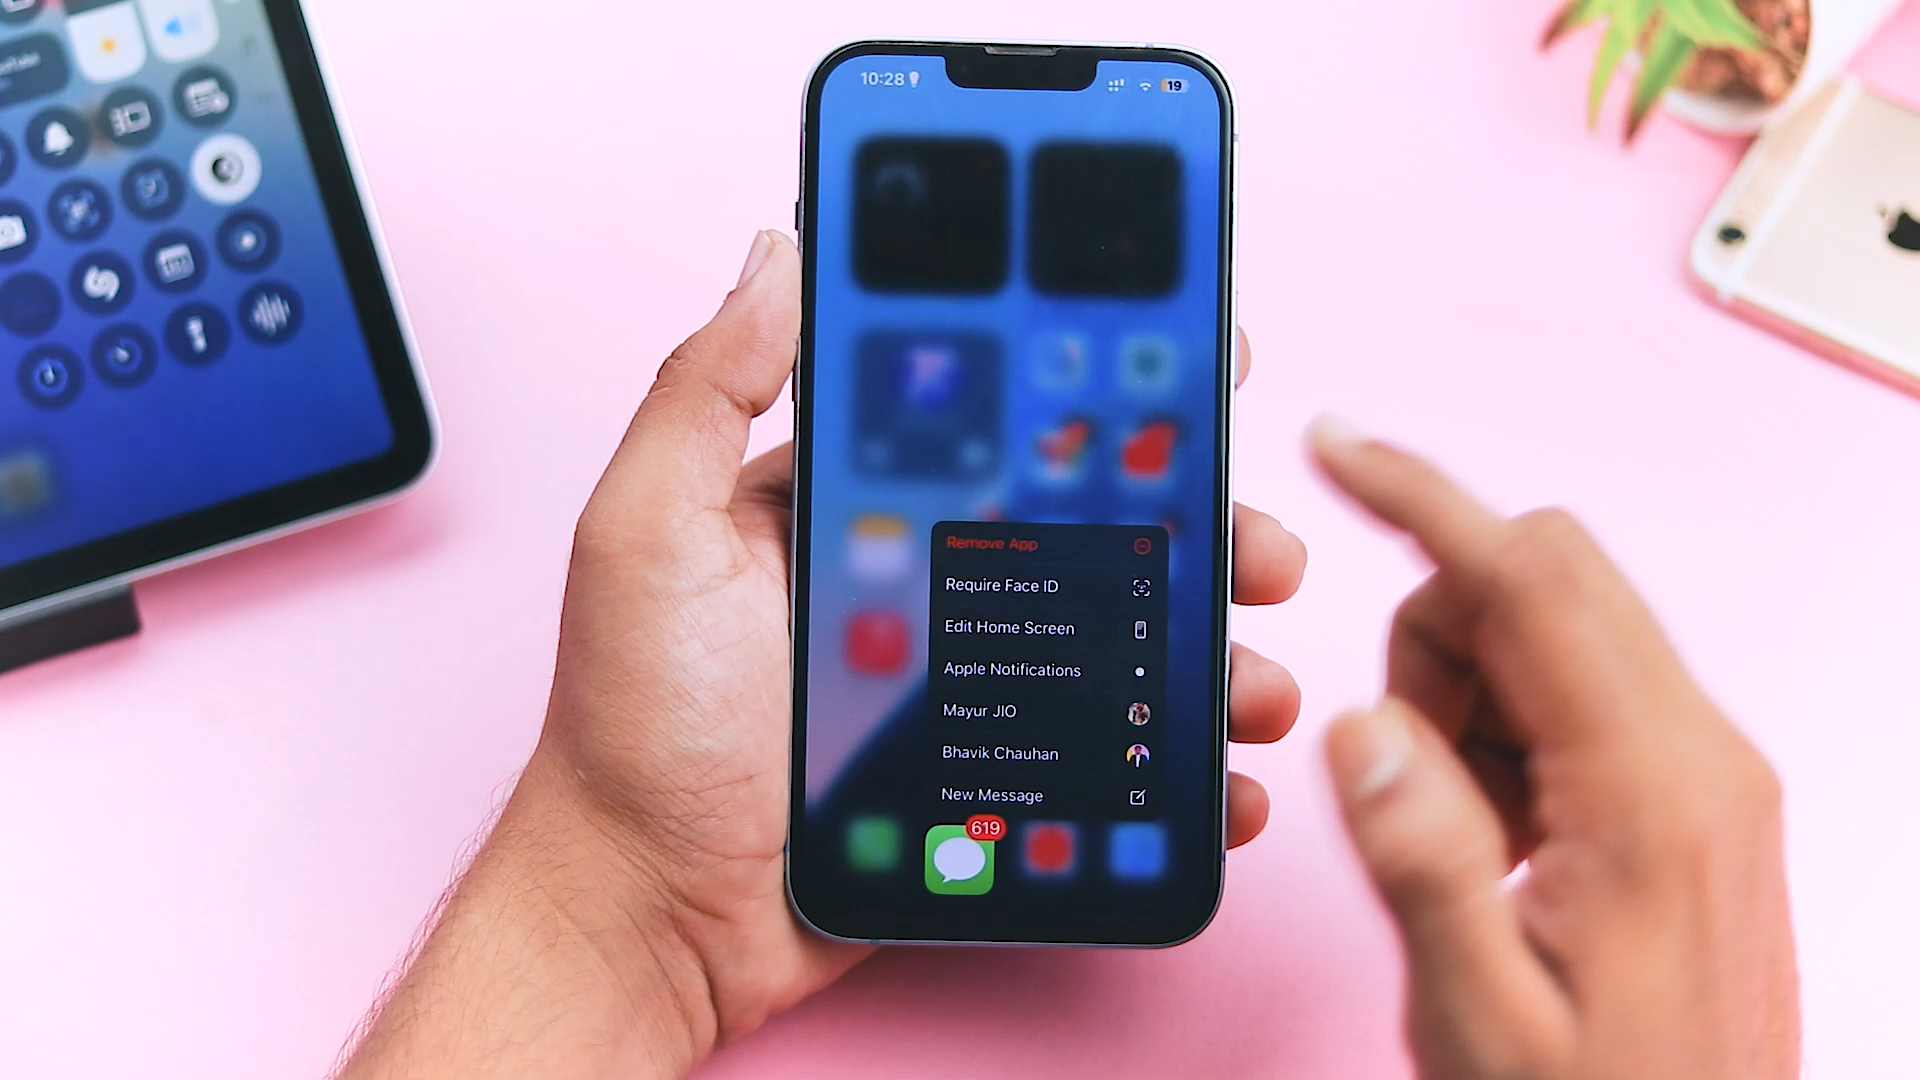 10:28
19
Remove App
Require Face ID
Edit Home Screen
Apple Notifications
Mayur JIO
Bhavik Chauhan
New Message
619